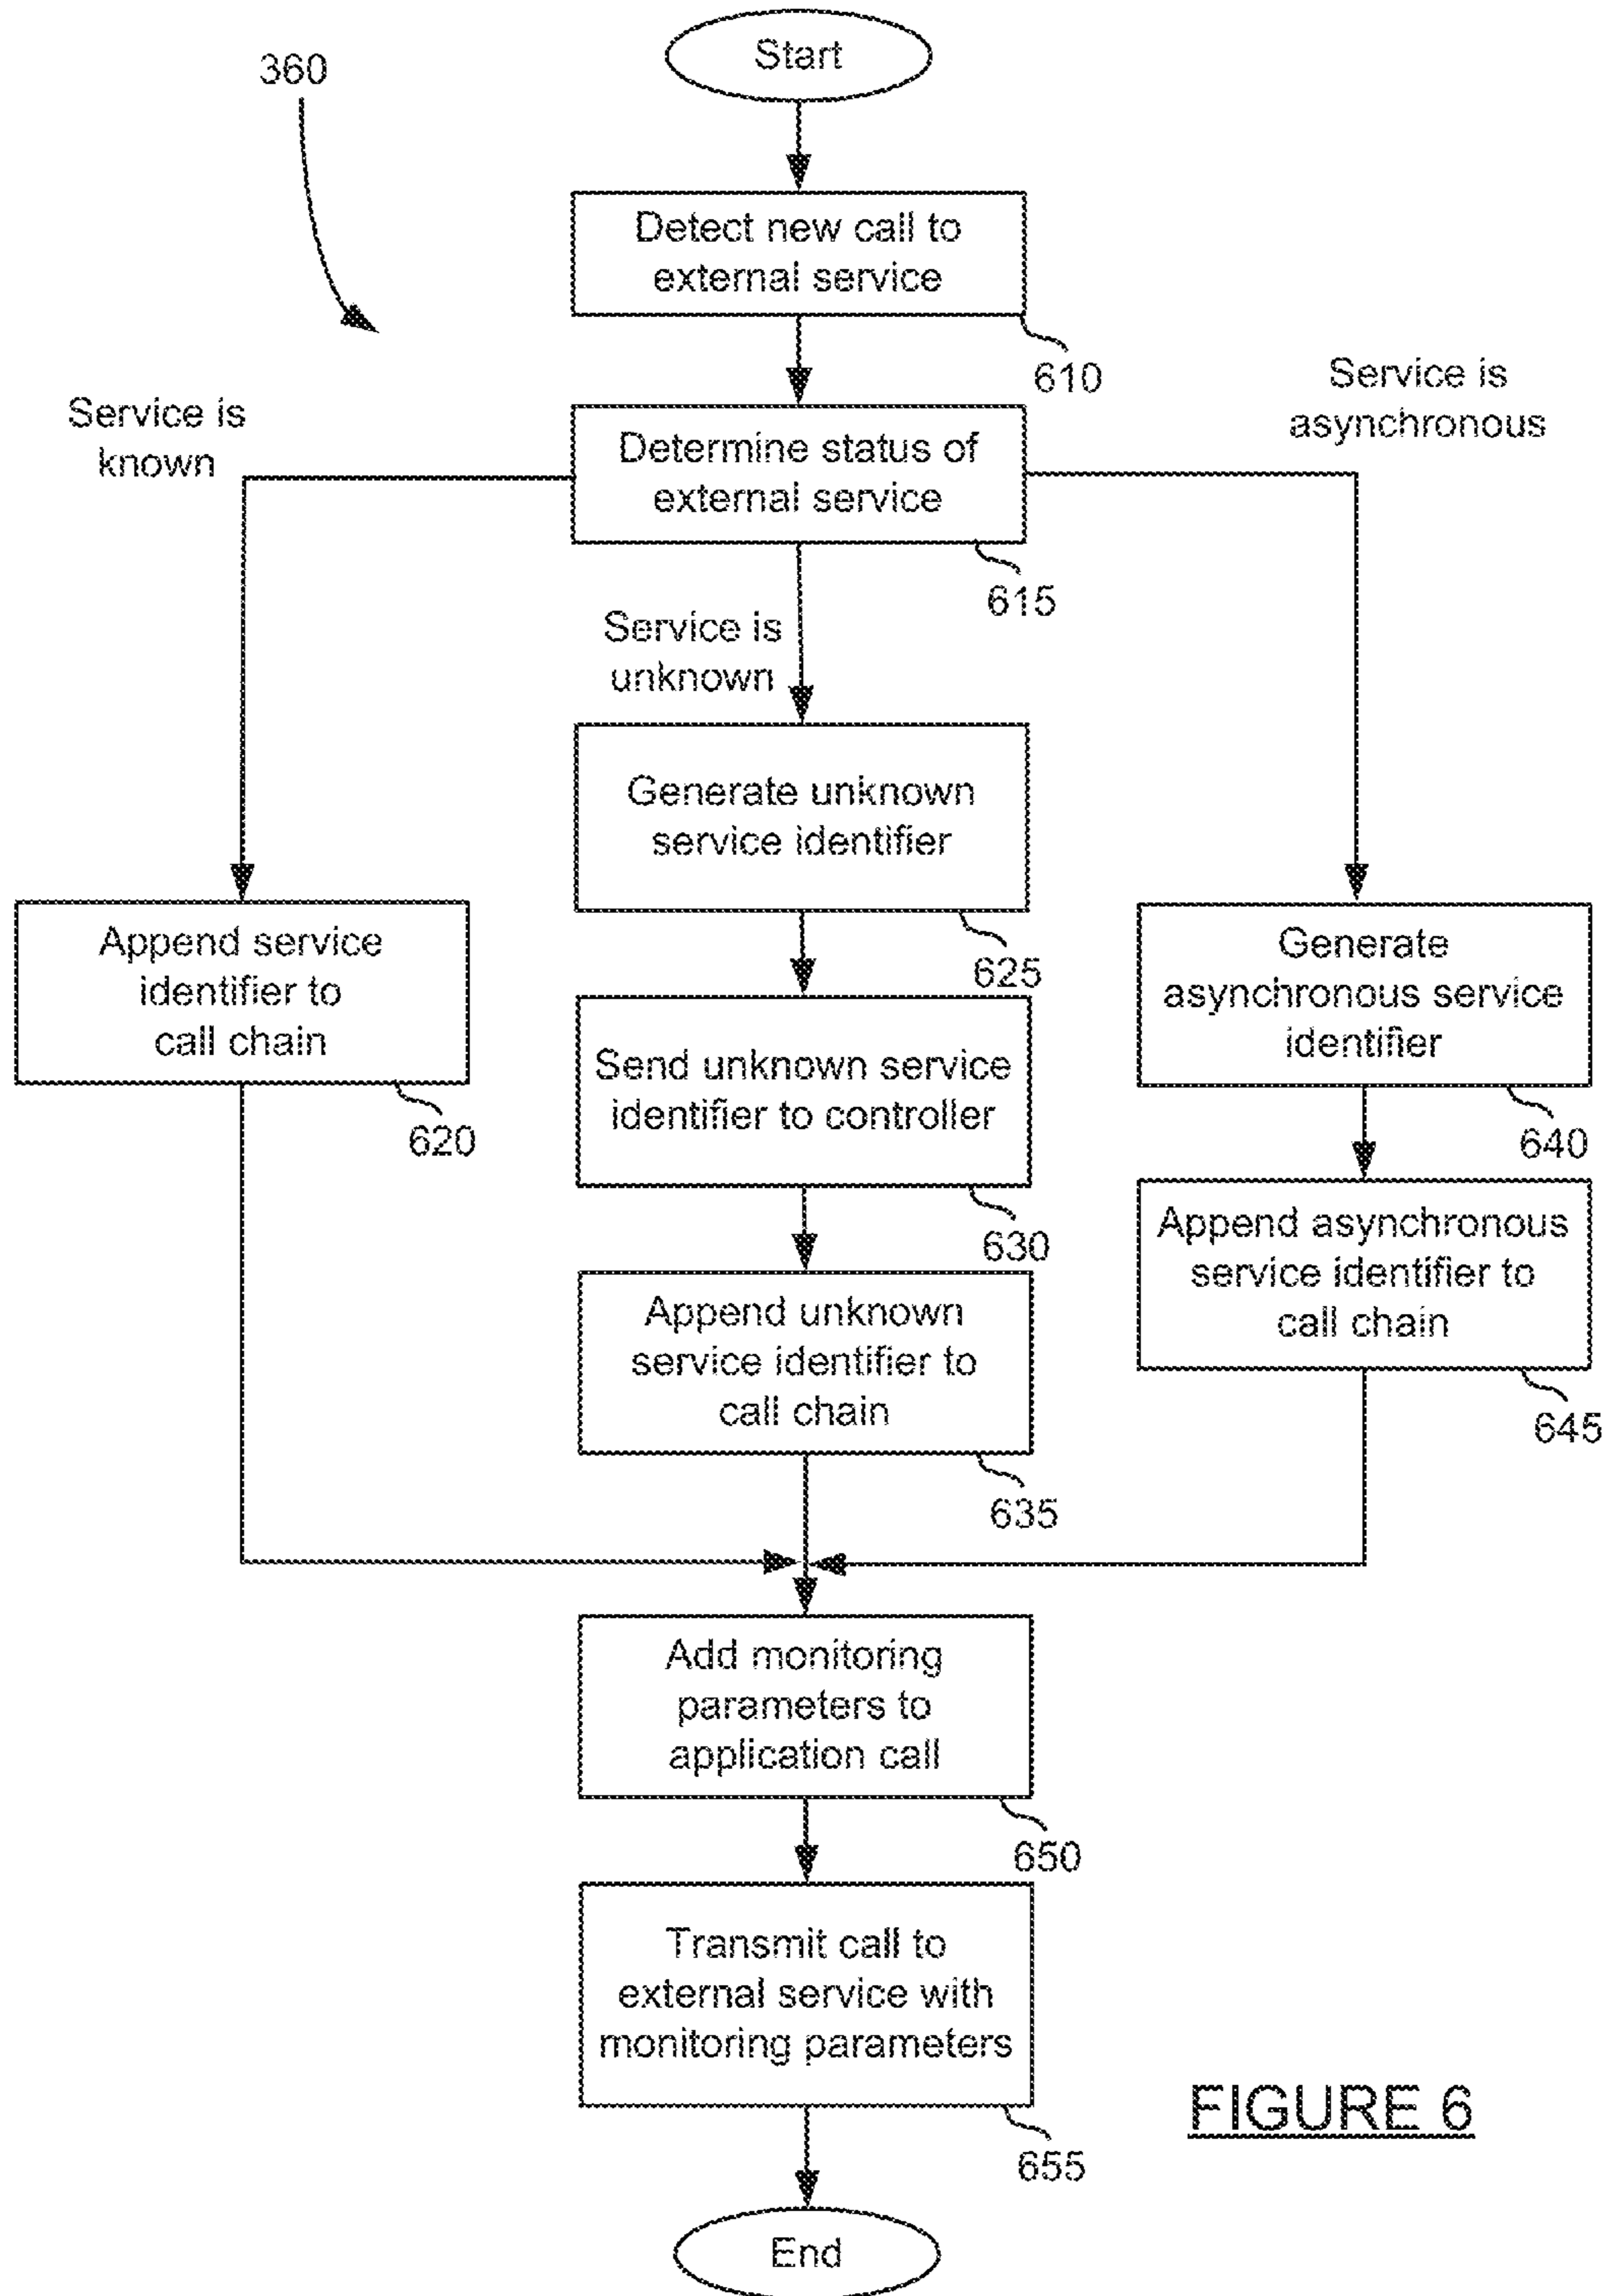 Start
360
Detect new call to
external service
610
Service is
asynchronous
Service is
known
Determine status of
external service
615
Service is
unknown
Generate unknown
service identifier
625
Append service
identifier to
call chain
620
Generate
asynchronous service
identifier
640
Send unknown service
identifier to controller
630
Append asynchronous
service identifier to
call chain
645
Append unknown
service identifier to
call chain
635
Add monitoring
parameters to
application call
650
Transmit call to
external service with
monitoring parameters
655
FIGURE 6
End